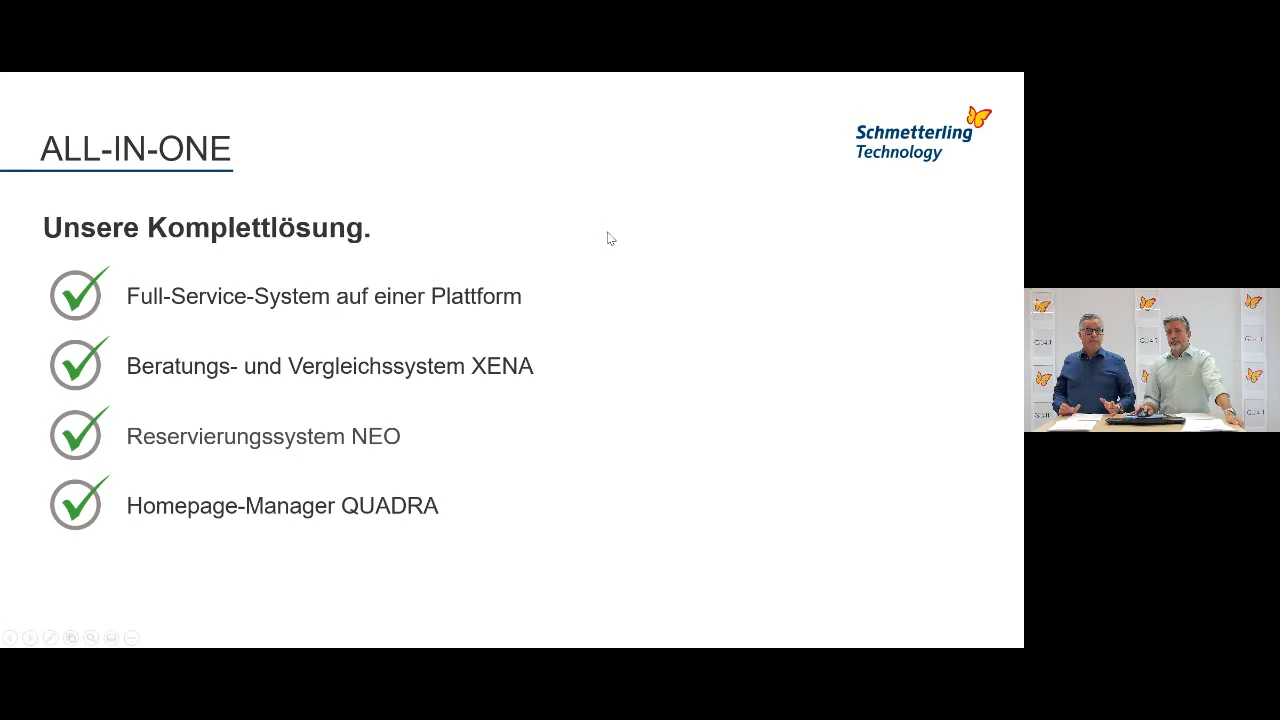 ALL-IN-ONE
Schmetterling
Technology
Unsere Komplettlösung.
Full-Service-System auf einer Plattform
Beratungs- und Vergleichssystem XENA
Reservierungssystem NEO
Homepage-Manager QUADRA